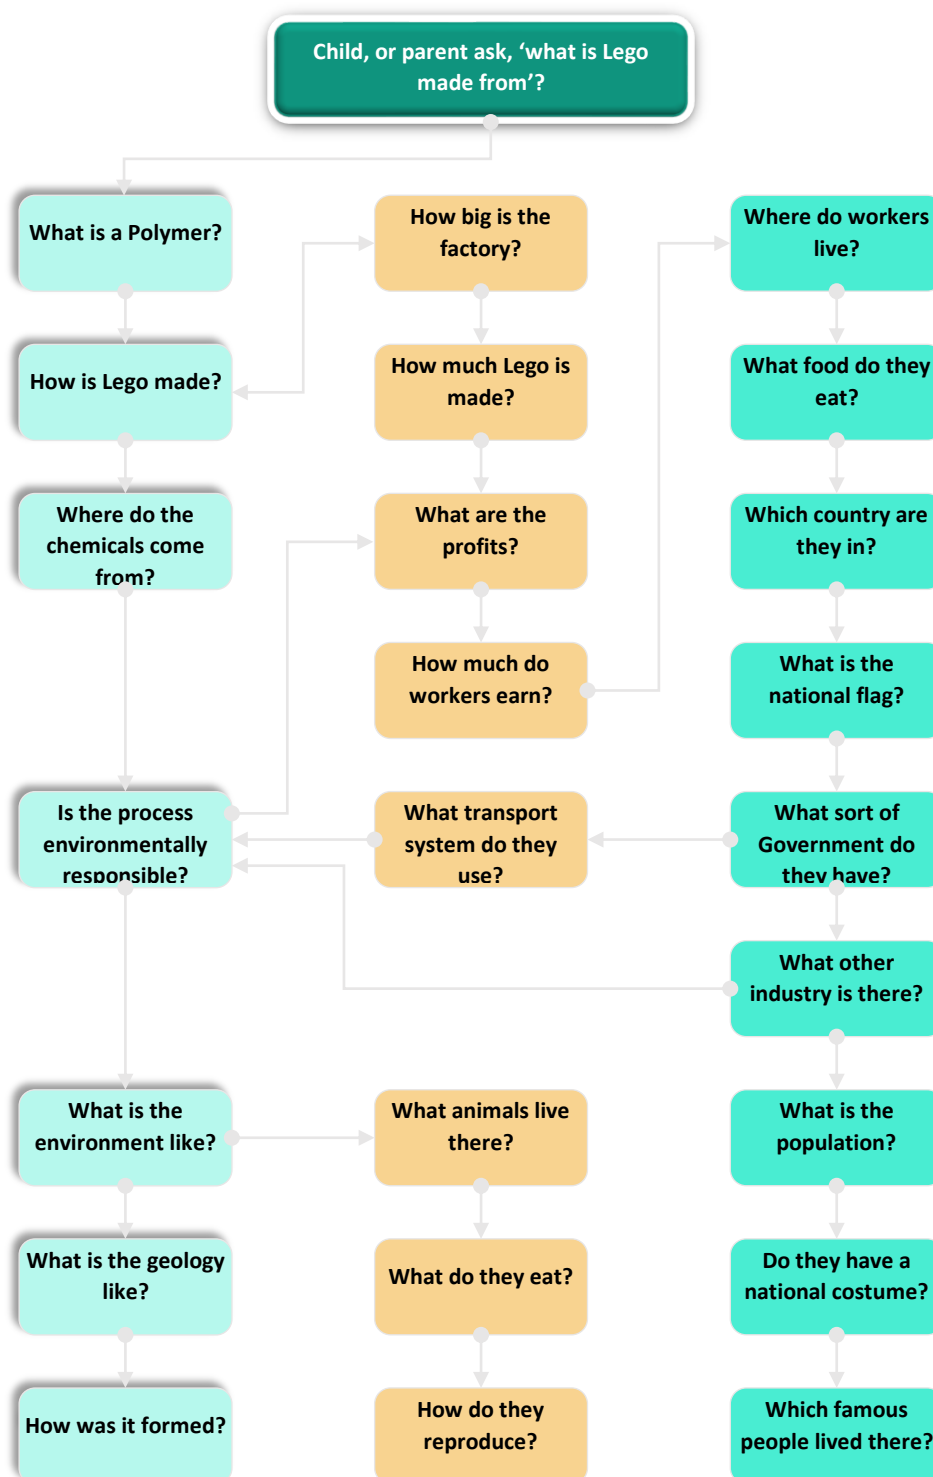 Child, or parent ask, ‘what is Lego
made from’?
What is a Polymer?
How big is the
factory?
Where do workers
live?
How is Lego made?
How much Lego is
made?
What food do they
eat?
Where do the
chemicals come
from?
What are the
profits?
Which country are
they in?
How much do
workers earn?
What is the
national flag?
Is the process
environmentally
responsible?
What transport
system do they
use?
What sort of
Government do
they have?
What other
industry is there?
What is the
environment like?
What animals live
there?
What is the
population?
What is the geology
like?
What do they eat?
Do they have a
national costume?
How was it formed?
How do they
reproduce?
Which famous
people lived there?